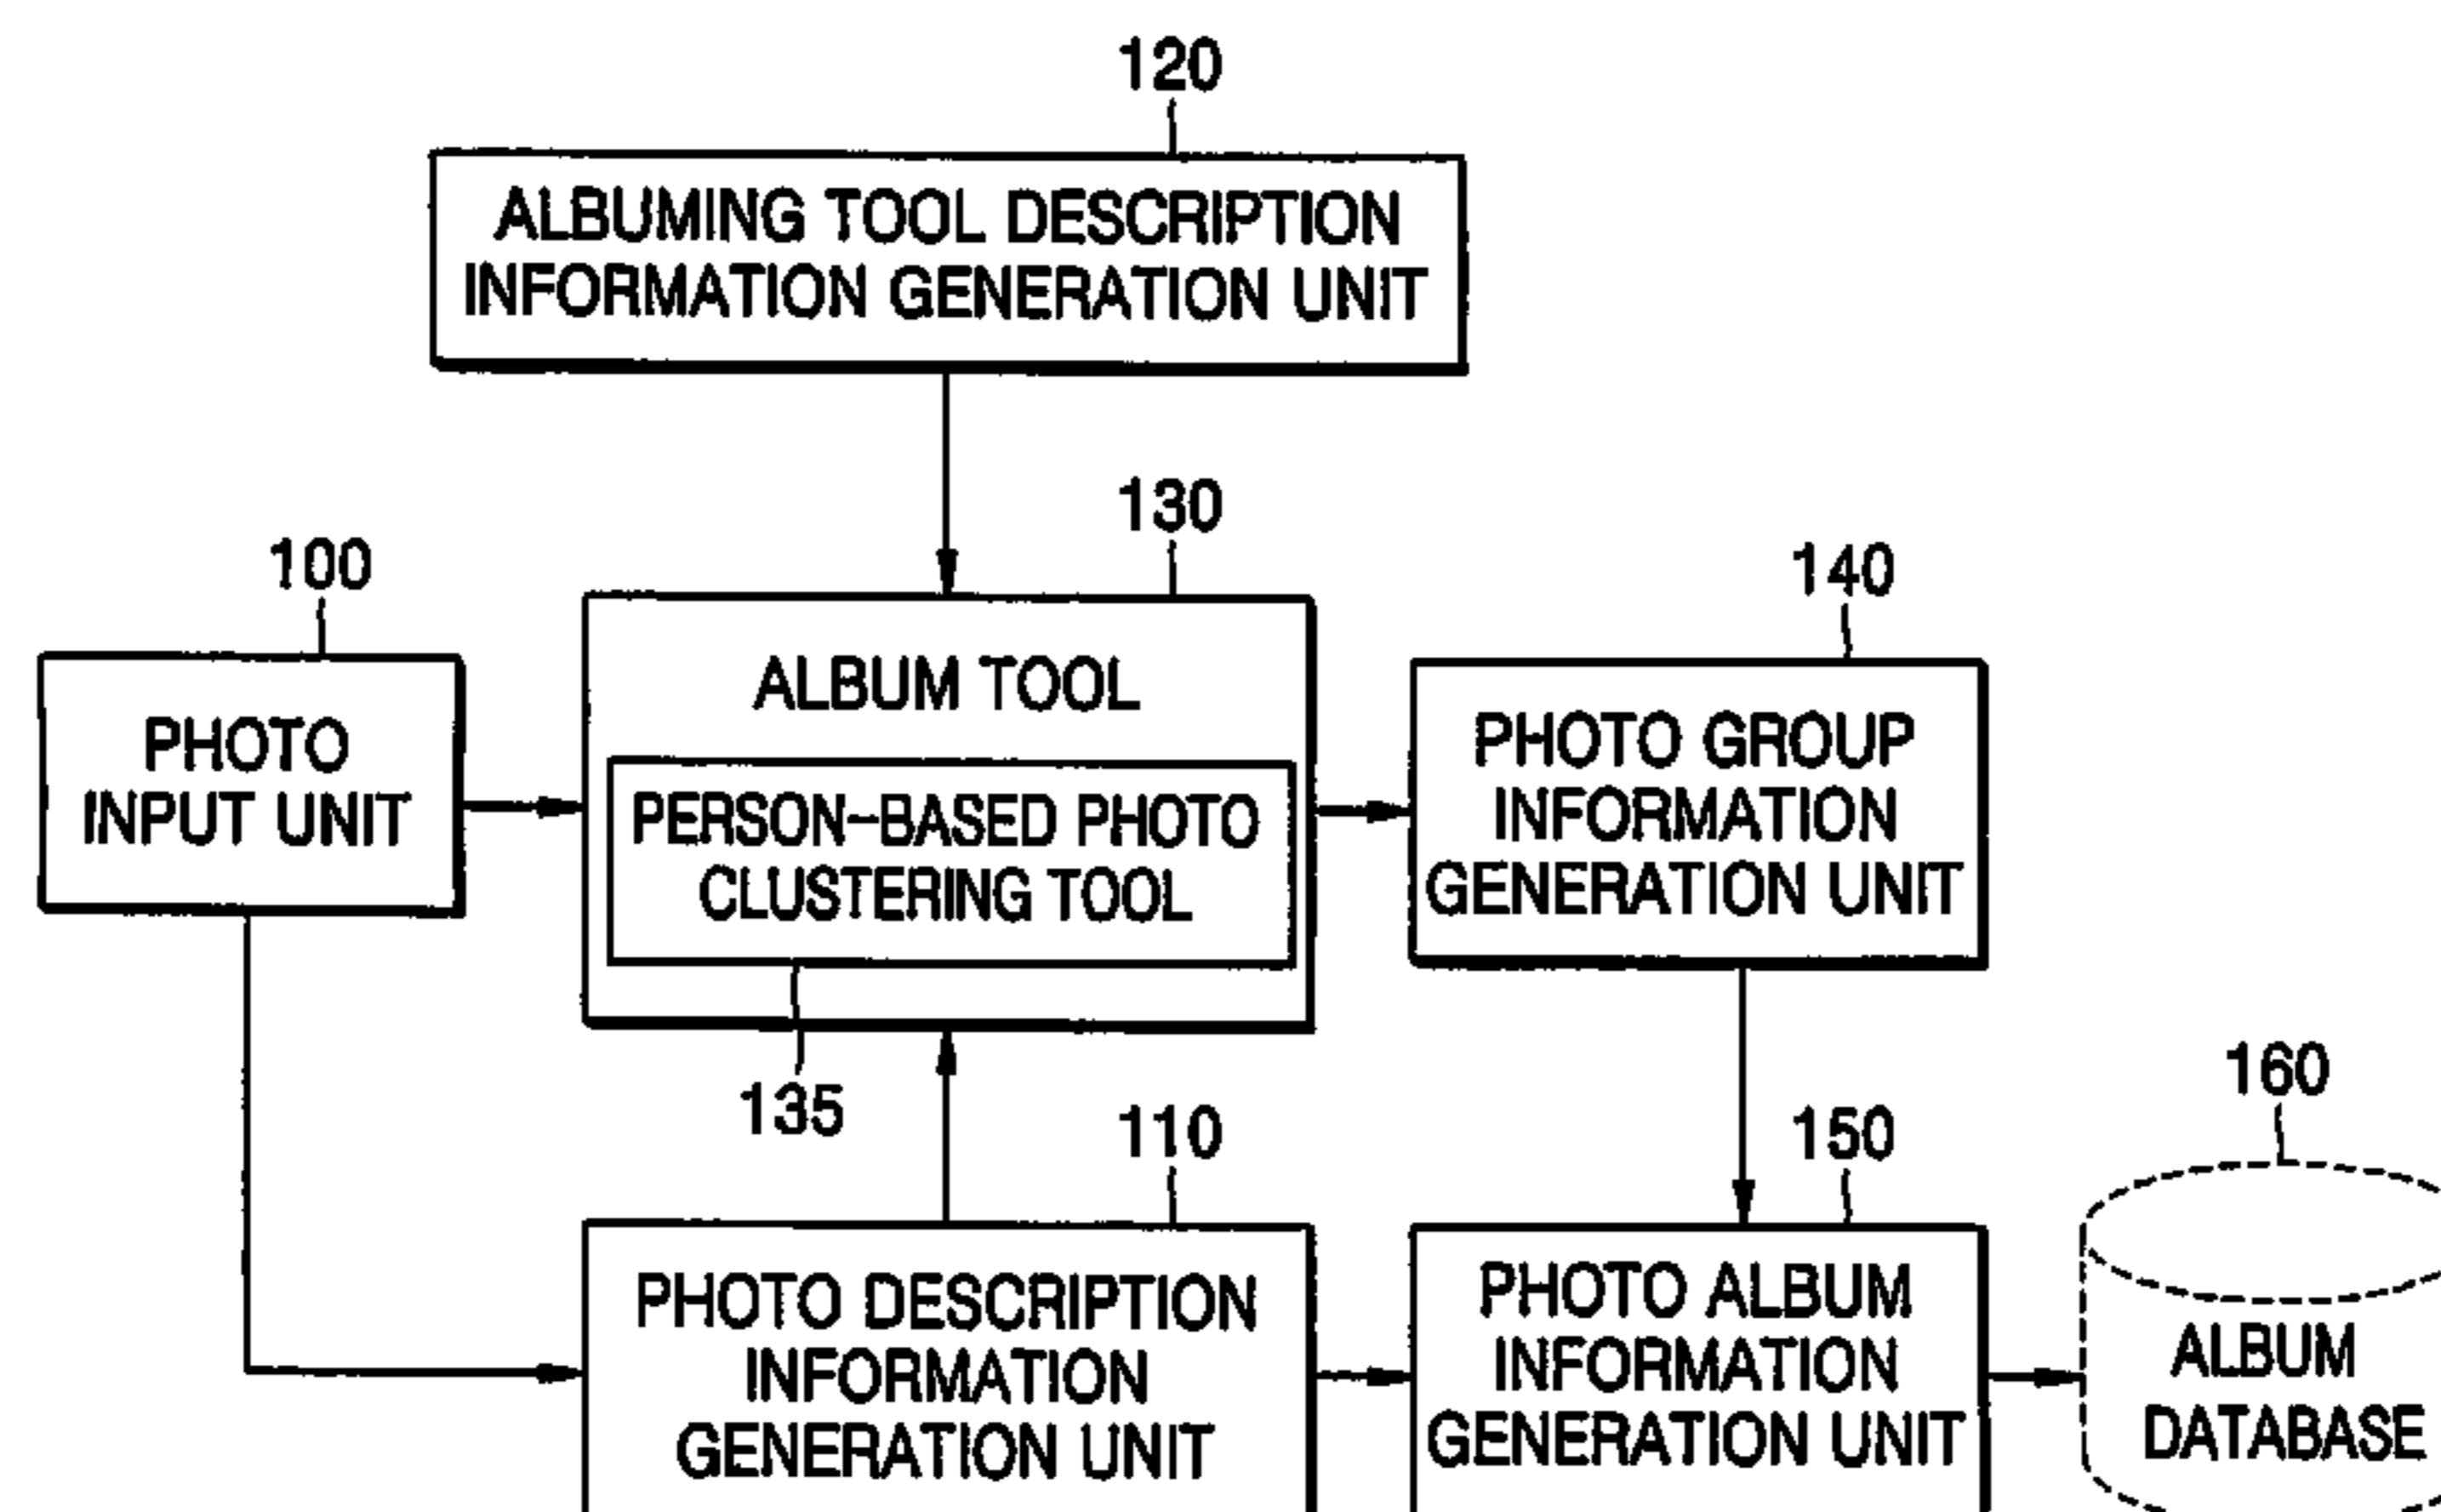 120
ALBUMING TOOL DESCRIPTION
INFORMATION GENERATION UNIT
130
100
140
ALBUM TOOL
PHOTO
INPUT UNIT
PERSON-BASED PHOTO
CLUSTERING TOOL
PHOTO GROUP
INFORMATION
GENERATION UNIT
135
110
150
160
PHOTO DESCRIPTION
INFORMATION
GENERATION UNIT
PHOTO ALBUM
INFORMATION
GENERATION UNIT
ALBUM
DATABASE